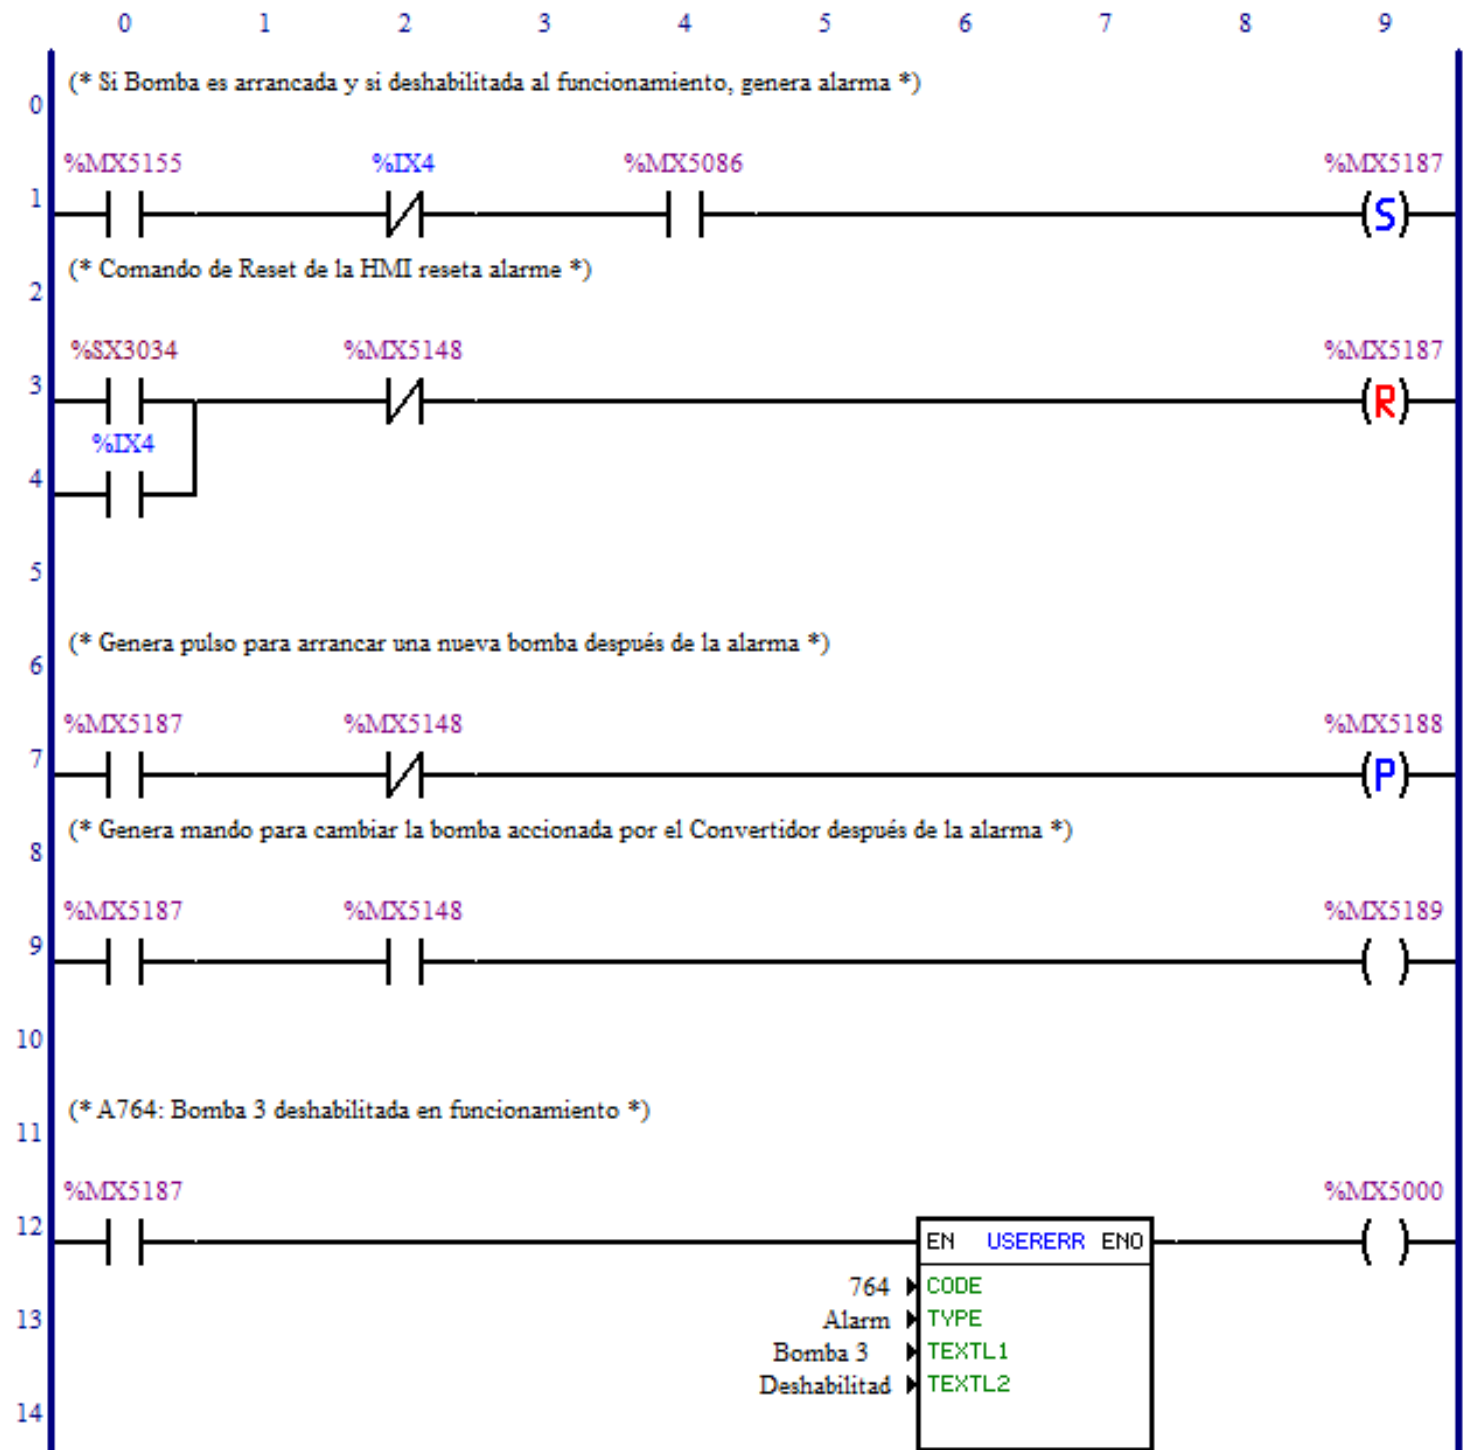 0 1 2 3 4 5 6 7 8 9
0 (* Si Bomba es arrancada y si deshabilitada al funcionamiento, genera alarma *)
%MX5155 %IX4 %MX5086 %MX5187
1 (S)
2 (* Comando de Reset de la HMI reseta alarme *)
%SX3034 %MX5148 %MX5187
3 (R)
%IX4
4
5
6 (* Genera pulso para arrancar una nueva bomba después de la alarma *)
%MX5187 %MX5148 %MX5188
7 (P)
8 (* Genera mando para cambiar la bomba accionada por el Convertidor después de la alarma *)
%MX5187 %MX5148 %MX5189
9 ( )
10
11 (* A764: Bomba 3 deshabilitada en funcionamiento *)
%MX5187 %MX5000
12 EN USERERR ENO ( )
764 CODE
13 Alarm TYPE
Bomba 3 TEXTL1
Deshabilitad TEXTL2
14